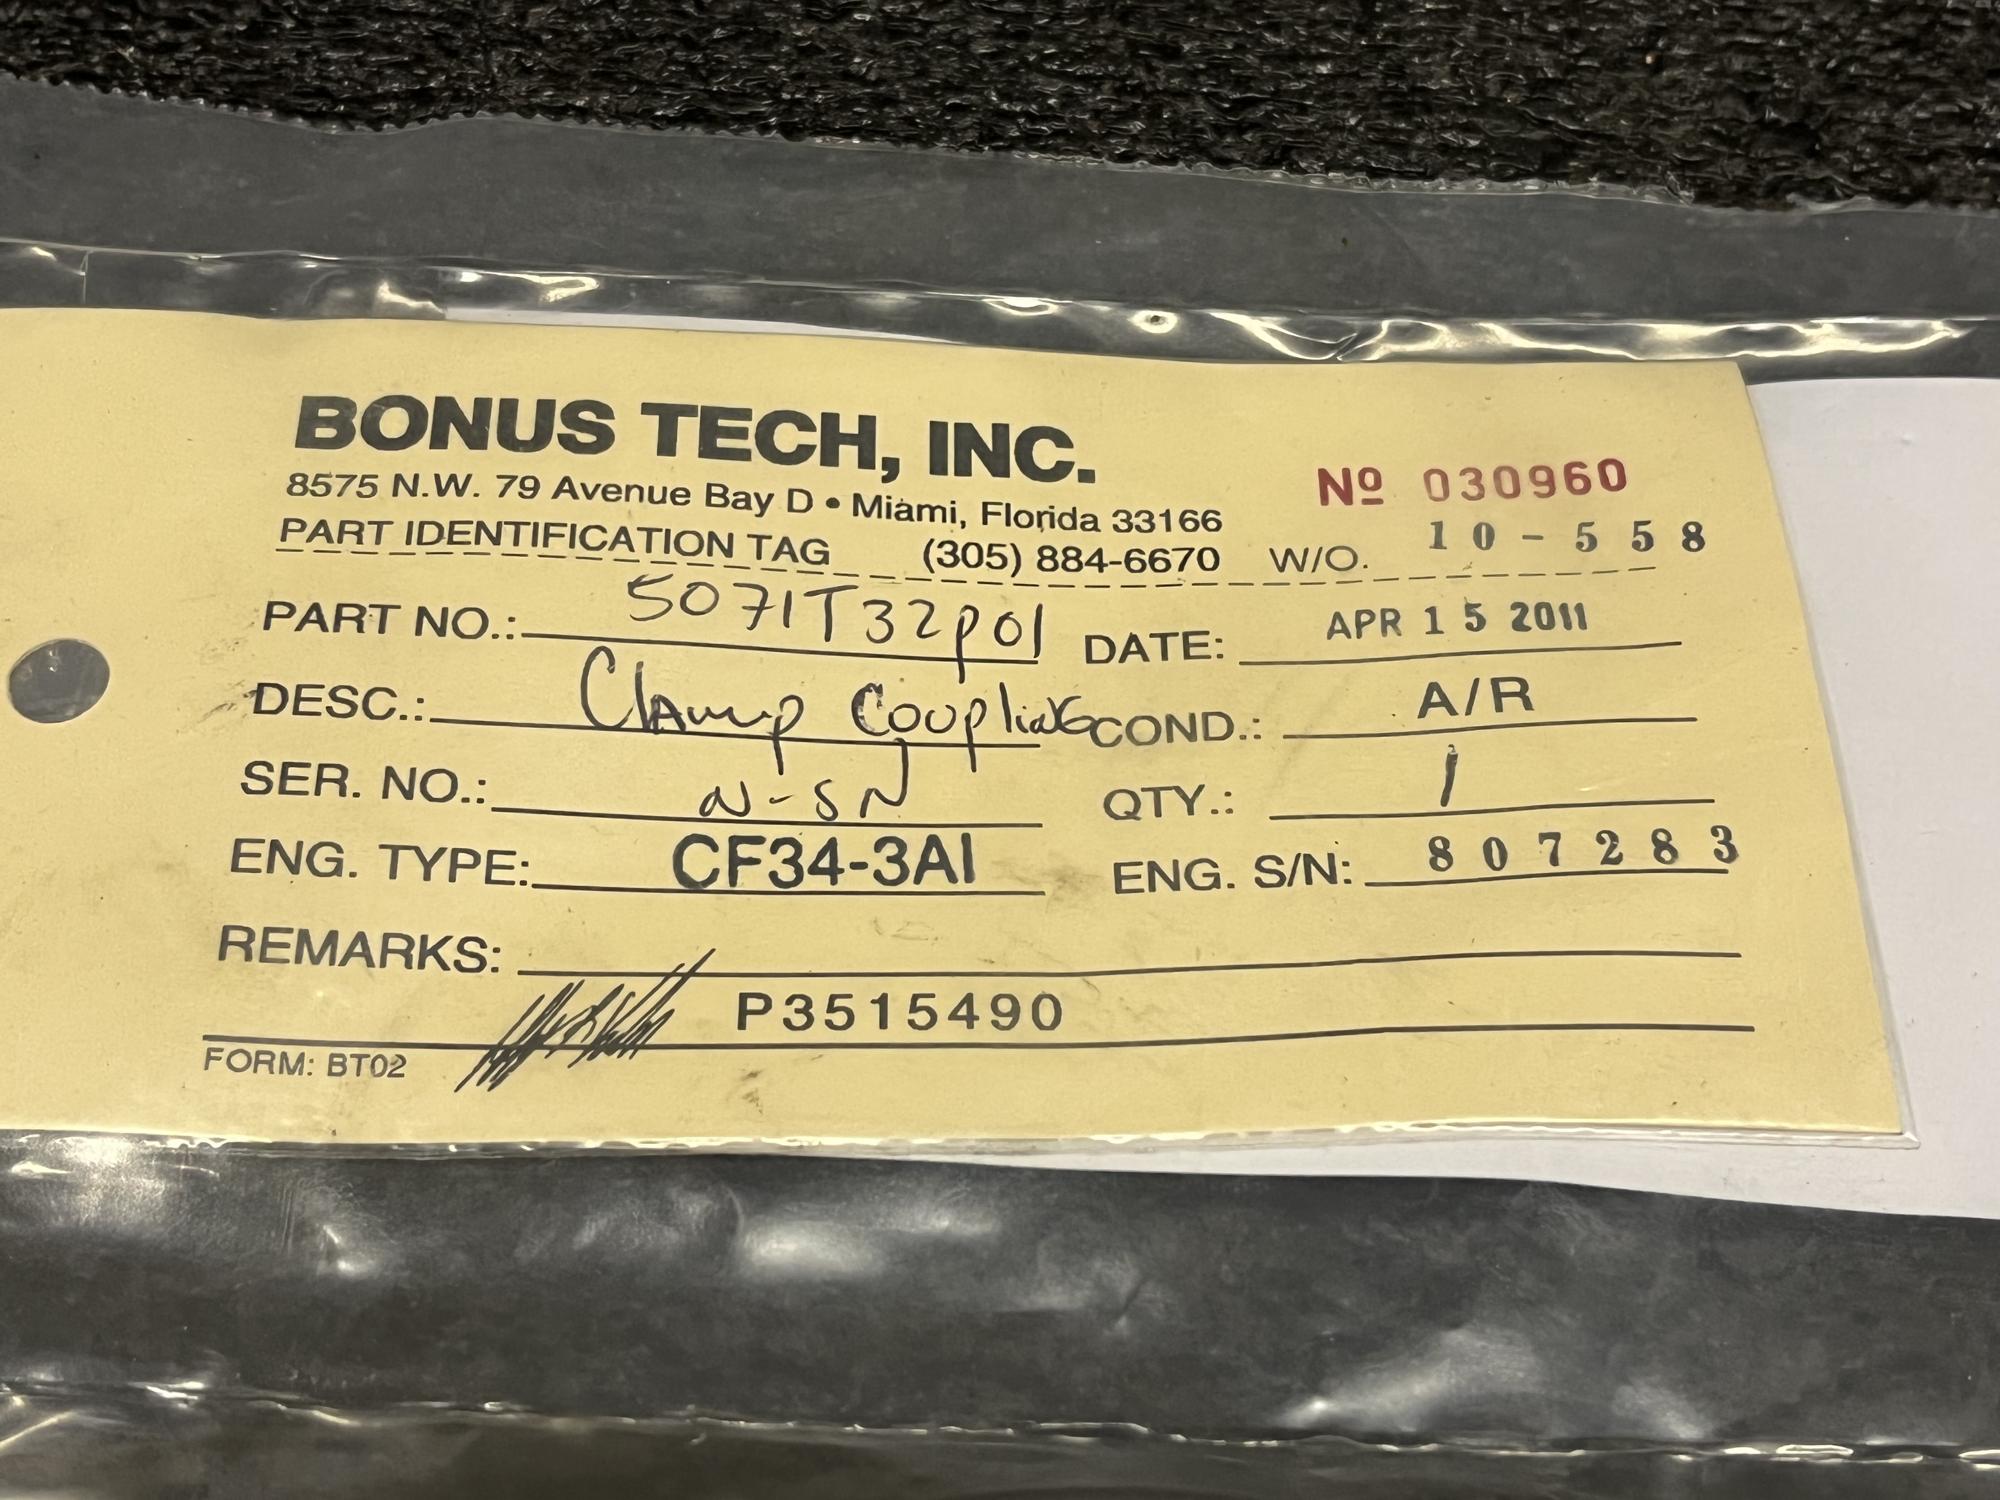 BONUS TECH, INC.
8575 N.W. 79 Avenue Bay D • Miami, Florida 33166
Nº 030960
PART IDENTIFICATION TAG (305) 884-6670 W/O. 10-558
PART NO.: 5071T32p01 DATE: APR 15 2011
DESC.: Clamp Coupling COND.: A/R
SER. NO.: N-SN QTY.: 1
ENG. TYPE: CF34-3A1 ENG. S/N: 807283
REMARKS:
P3515490
FORM: BT02